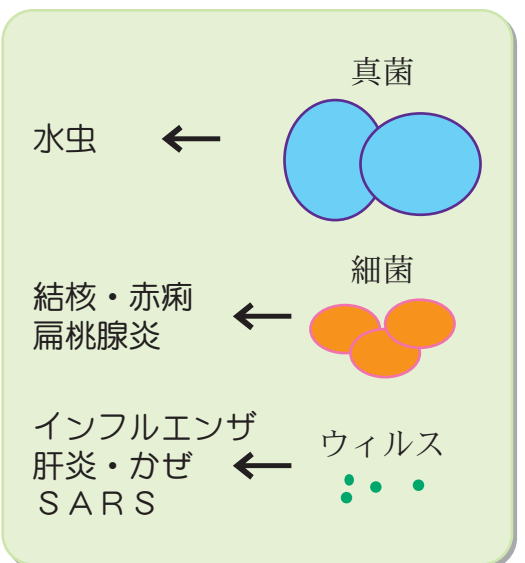 真菌
水虫
細菌
結核・赤痢
扁桃腺炎
インフルエンザ
肝炎・かぜ
ＳＡＲＳ
ウィルス